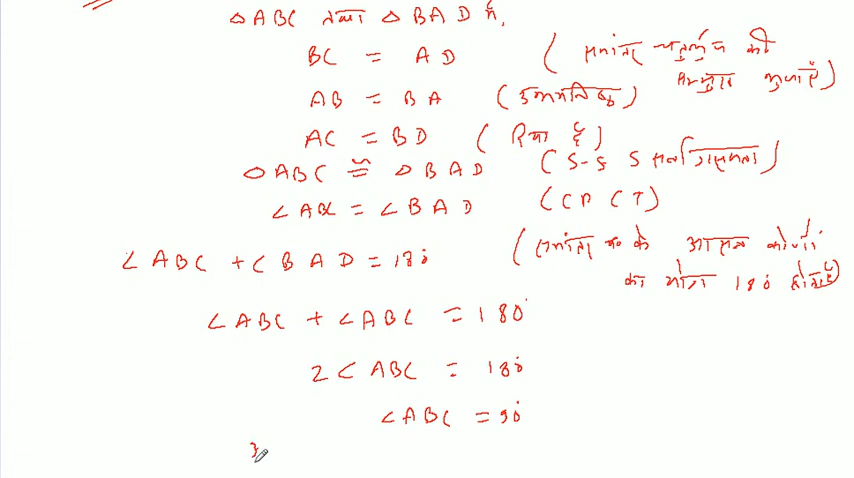 △ABC तथा △BAD में,
BC = AD (समांतर चतुर्भुज की सम्मुख भुजाएँ)
AB = BA (उभयनिष्ठ)
AC = BD (दिया है)
△ABC ≅ △BAD (S-S S सर्वांगसमता)
∠ABC = ∠BAD (CPCT)
∠ABC + ∠BAD = 180° (समांतर च० के आसन्न कोणों
का योग 180 होता है)
∠ABC + ∠ABC = 180°
2∠ABC = 180°
∠ABC = 90°